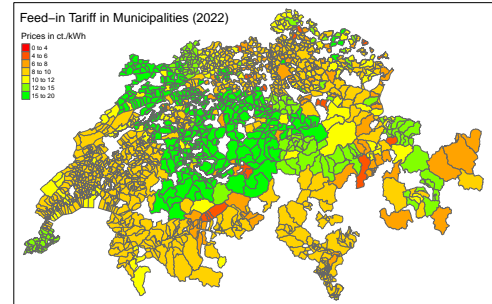 Feed−in Tariff in Municipalities (2022)
Prices in ct./kWh
0 to 4
4 to 6
6 to 8
8 to 10
10 to 12
12 to 15
15 to 20